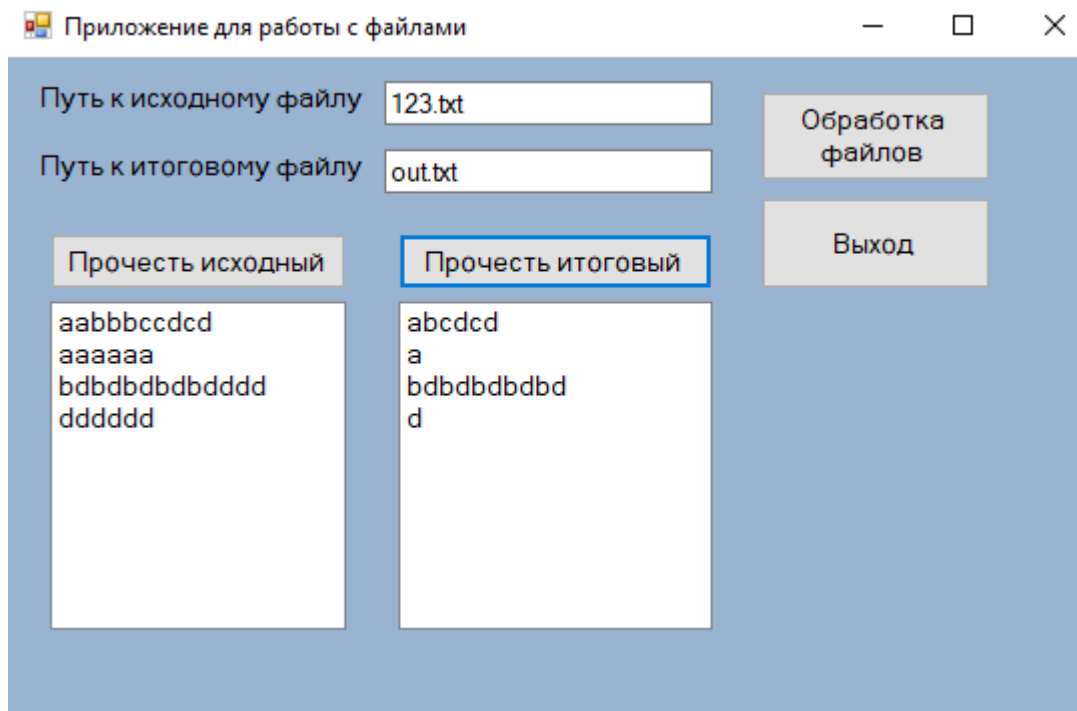 Приложение для работы с файлами
Путь к исходному файлу
123.txt
Путь к итоговому файлу
out.txt
Обработка
файлов
Выход
Прочесть исходный
Прочесть итоговый
aabbbccdcd
aaaaaa
bdbdbdbdbdddd
dddddd
abcdcd
a
bdbdbdbdbd
d